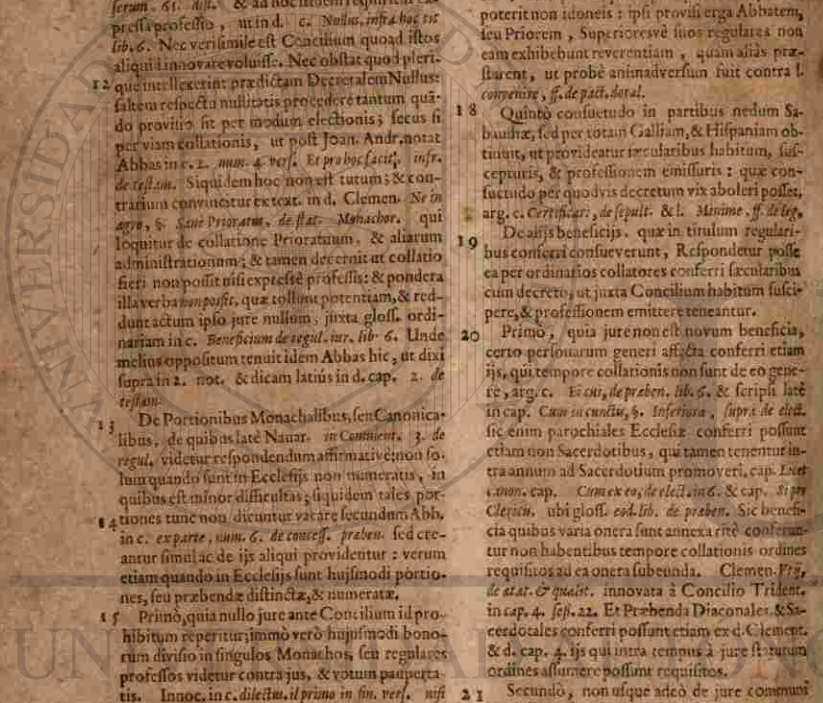 serum. 61. dist. & ad hoc
pressa professio, ut in d. c. Nullus, infra hoc tit
lib. 6. Nec verisimile est Concilium quoad istos
aliquid innovare voluisse. Nec obstat quod pleri-
12 que intellexerint prædictam Decretalem Nullus:
saltem respectu nullitatis procedere tantum quã-
do provisio fit per modum electionis; secus si
per viam collationis, ut post Joan. Andr. notat
Abbas in c. 2. num. 4. vers. Et pro hoc facit, infr.
de testam. Siquidem hoc non est tutum; & con-
trarium convincitur ex text. in d. Clemen. Ne in
agro, §. Sane Prioratus, de stat. Monachor. qui
loquitur de collatione Prioratuum, & aliarum
administrationum; & tamen decernit ut collatio
fieri non possit nisi expressè professis: & pondera
illa verba non possit, quæ tollunt potentiam, & red-
dunt actum ipso jure nullum, juxta gloss. ordi-
nariam in c. Beneficium de regul. iur. lib. 6. Unde
melius oppositum tenuit idem Abbas hic, ut dixi
supra in 2. not. & dicam latiùs in d. cap. 2. de
testam.
13 De Portionibus Monachalibus, seu Canonica-
libus, de quibus latè Nauar. in Comment. 3. de
regul. videtur respondendum affirmativè: non so-
lum quando sunt in Ecclesijs non numeratis, in
quibus est minor difficultas; siquidem tales por-
14 tiones tunc non dicuntur vacare secundum Abb.
in c. ex parte, num. 6. de concess. præben. sed cre-
antur simul ac de ijs aliqui providentur: verum
etiam quando in Ecclesijs sunt hujsmodi portio-
nes, seu præbendæ distinctæ, & numeratæ.
15 Primò, quia nullo jure ante Concilium id pro-
hibitum reperitur; immò verò hujusmodi bono-
rum divisio in singulos Monachos, seu regulares
professos videtur contra jus, & votum pauperta-
tis. Innoc. in c. dilectus, il primo in fin. vers. nisi
poterit non idoneis: ipsi provisi erga Abbatem,
seu Priorem, Superioresvè suos regulares non
eam exhibebunt reverentiam, quam aliàs præ-
starent, ut probè animadversum fuit contra l.
convenire, ff. de pact. dotal.
18 Quintò consuetudo in partibus nedum Sa-
baudiæ, sed per totam Galliam, & Hispaniam ob-
tinuit, ut provideatur sæcularibus habitum, sus-
cepturis, & professionem emissuris: quæ con-
suetudo per quodvis decretum vix aboleri posset,
arg. c. Certificari, de sepult. & l. Minime, ff. de leg.
De alijs beneficijs, quæ in titulum regulari-
19 bus conferri consueverunt, Respondetur posse
ea per ordinarios collatores conferri sæcularibus
cum decreto, ut juxta Concilium habitum susci-
pere, & professionem emittere teneantur.
20 Primò, quia jure non est novum beneficia,
certo personarum generi affecta conferri etiam
ijs, qui tempore collationis non sunt de eo gene-
re, arg. c. Ei cui, de præben. lib. 6. & scripsi latè
in cap. Cum in cunctis, §. Inferiora, supra de elect.
sic enim parochiales Ecclesiæ conferri possunt
etiam non Sacerdotibus, qui tamen tenentur in-
tra annum ad Sacerdotium promoveri, cap. Licet
canon. cap. Cum ex eo, de elect. in 6. & cap. Si pro
Clericis. ubi gloss. eod. lib. de præben. Sic benefi-
cia quibus varia onera sunt annexa ritè conferun-
tur non habentibus tempore collationis ordines
requisitos ad ea onera subeunda. Clemen.
de ætat. & qualit. innovata à Concilio Trident.
in cap. 4. sess. 22. Et Præbendæ Diaconales, & Sa-
cerdotales conferri possunt etiam ex d. Clement.
& d. cap. 4. ijs qui intra tempus à jure statutum
ordines assumere possunt requisitos.
21 Secundò, non usque adeò de jure communi